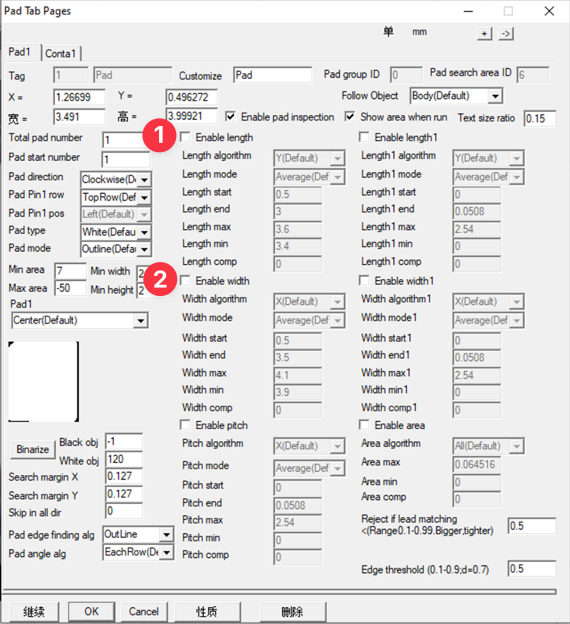 Pad Tab Pages
单 mm + ->
Pad1 Conta1
Tag 1 Pad Customize Pad Pad group ID 0 Pad search area ID 6
X = 1.26699 Y = 0.496272 Follow Object Body(Default)
宽 = 3.491 高 = 3.99921 Enable pad inspection Show area when run Text size ratio 0.15
Total pad number 1 1 Enable length Enable length1
Pad start number 1 Length algorithm Y(Default) Length1 algorithm Y(Default)
Pad direction Clockwise(De Length mode Average(Def Length1 mode Average(Def
Pad Pin1 row TopRow(Def Length start 0.5 Length1 start 0
Pad Pin1 pos Left(Default) Length end 3 Length1 end 0.0508
Pad type White(Defau Length max 3.6 Length1 max 2.54
Pad mode Outline(Defau Length min 3.4 Length1 min 0
Length comp 0 Length1 comp 0
Min area 7 Min width 2 2 Enable width Enable width1
Max area -50 Min height 2
Pad1 Width algorithm X(Default) Width algorithm1 X(Default)
Center(Default) Width mode Average(Def Width mode1 Average(Def
Width start 0.5 Width start1 0
Width end 3.5 Width end1 0.0508
Width max 4.1 Width max1 2.54
Width min 3.9 Width min1 0
Width comp 0 Width comp1 0
Enable pitch Enable area
Binarize Black obj -1 Pitch algorithm X(Default) Area algorithm All(Default)
White obj 120 Pitch mode Average(Def Area max 0.064516
Search margin X 0.127 Pitch start 0 Area min 0
Search margin Y 0.127 Pitch end 0.0508 Area comp 0
Skip in all dir 0 Pitch max 2.54 Reject if lead matching
<(Range0.1-0.99.Bigger,tighter) 0.5
Pad edge finding alg OutLine Pitch min 0
Pad angle alg EachRow(De Pitch comp 0 Edge threshold (0.1-0.9;d=0.7) 0.5
继续 OK Cancel 性质 删除